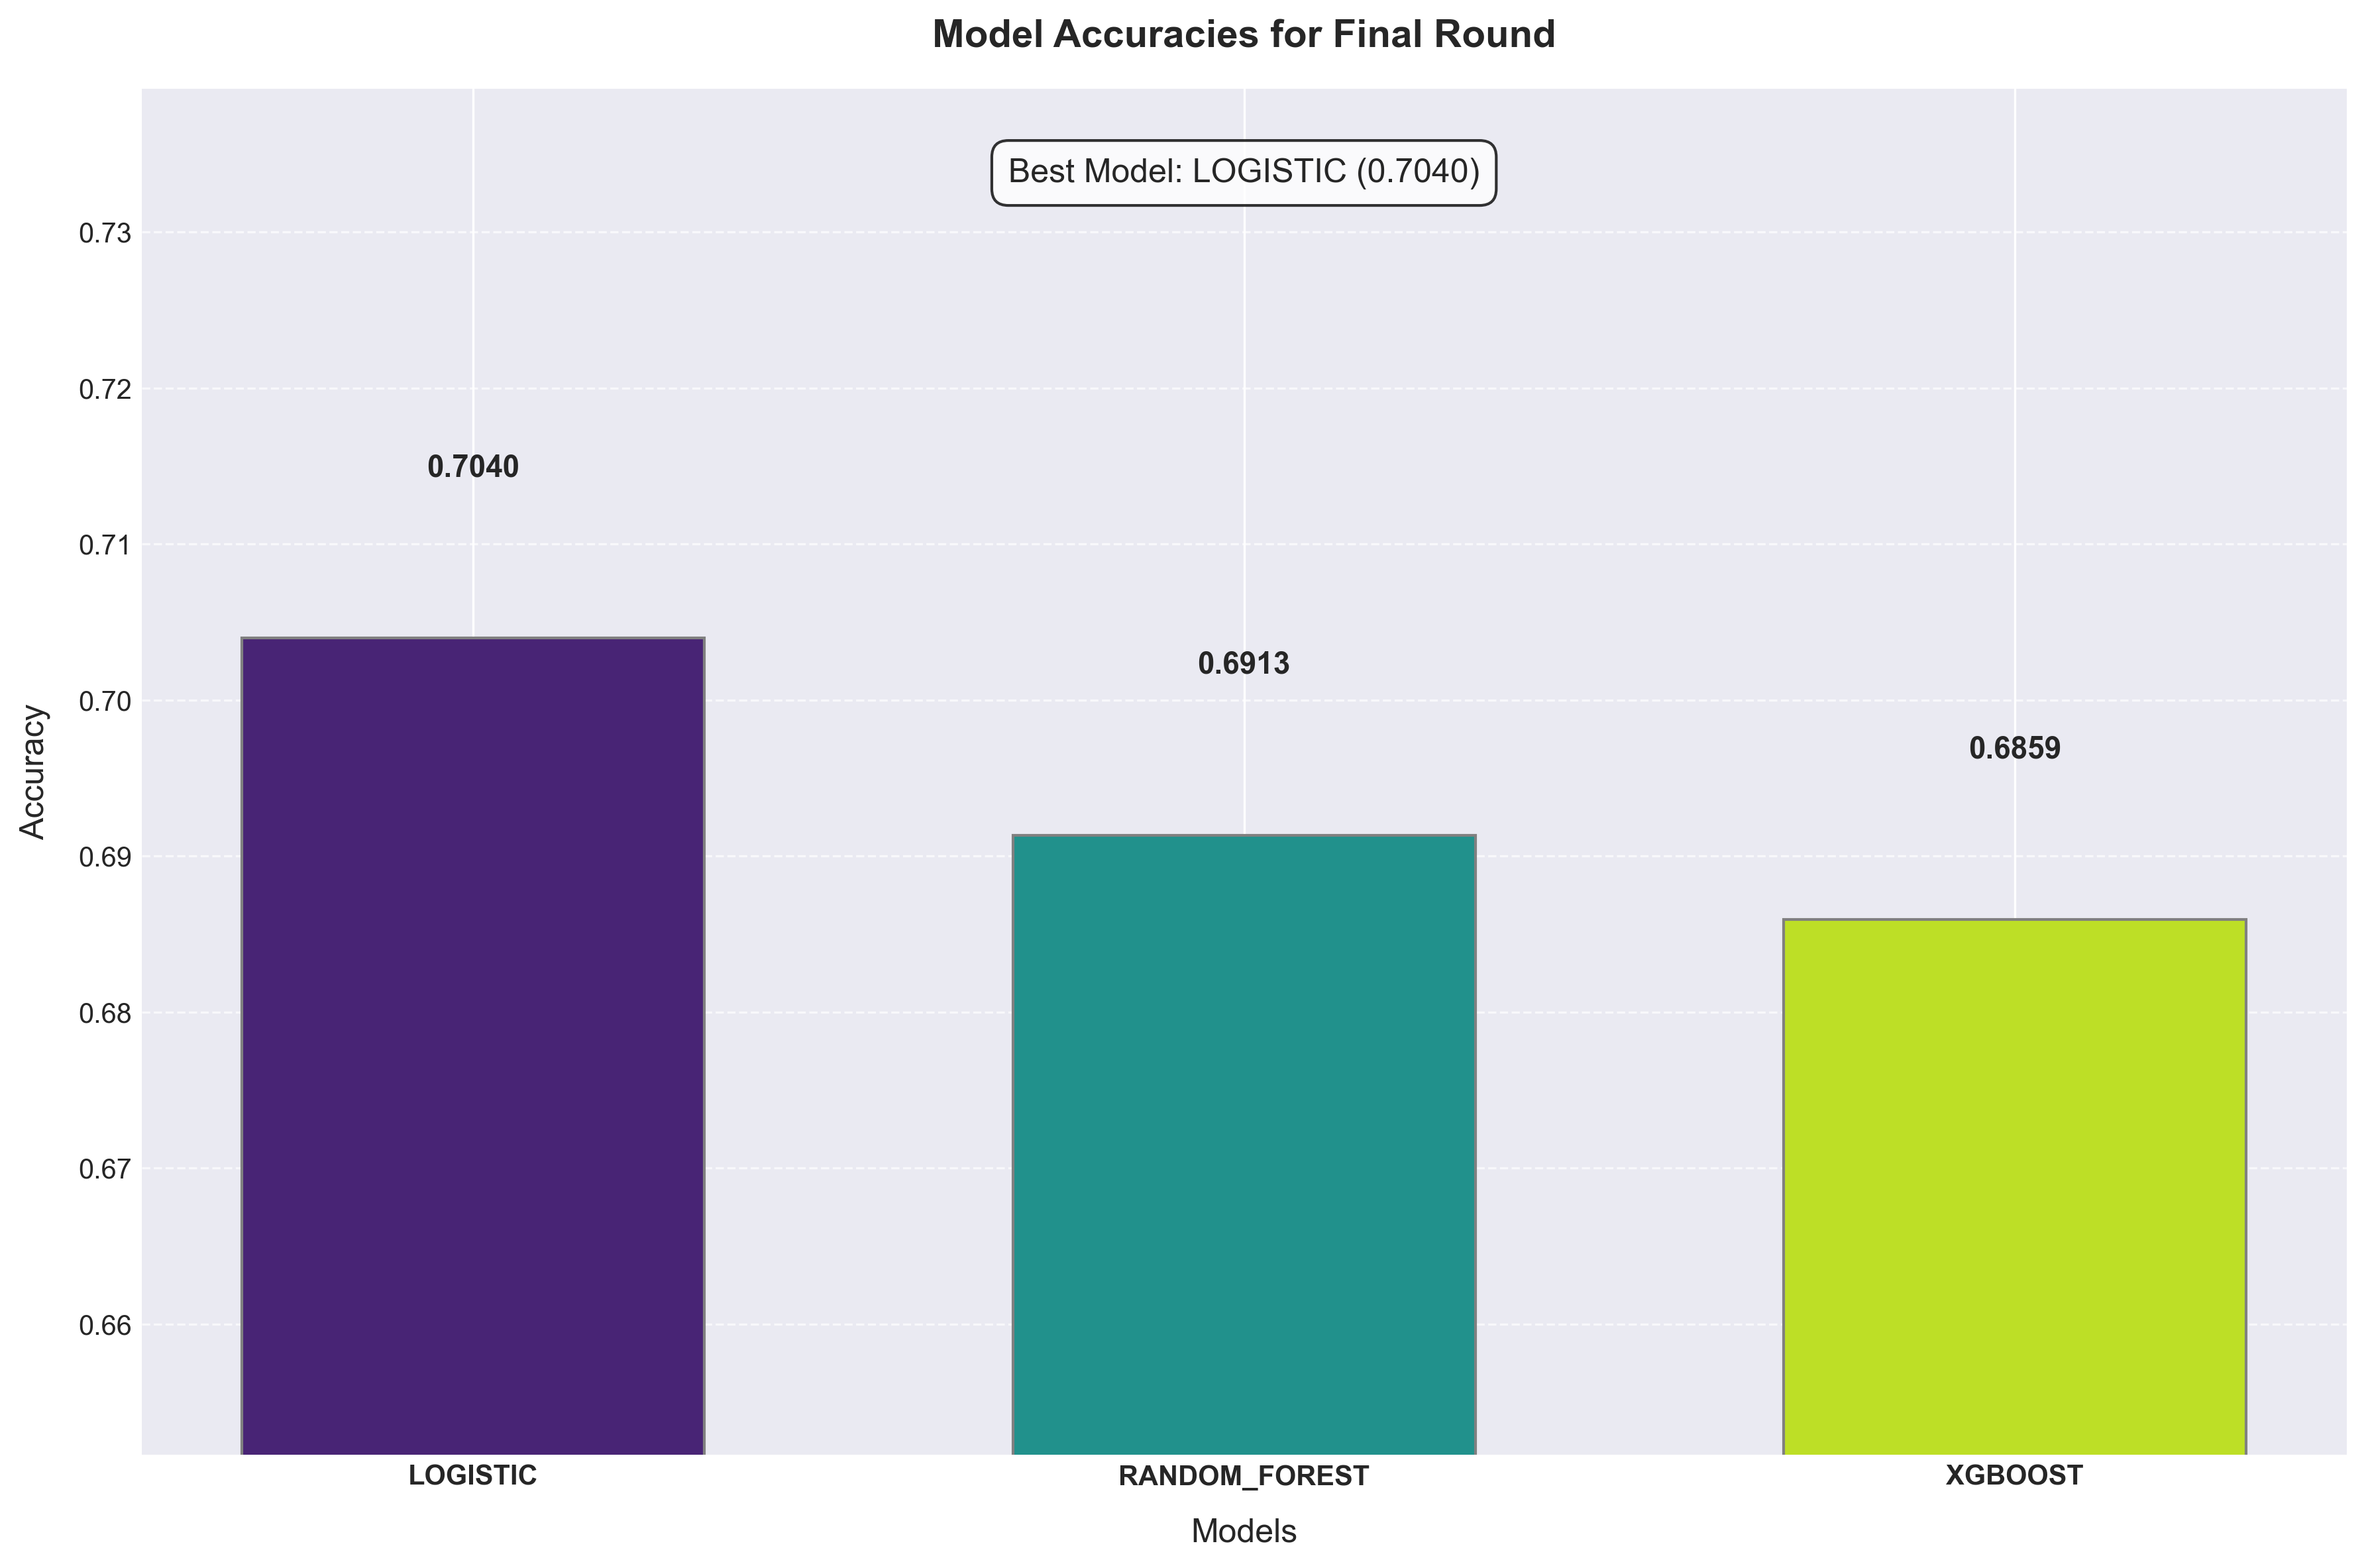 Model Accuracies for Final Round
Best Model: LOGISTIC (0.7040)
0.73
0.72
0.71
0.70
0.69
0.68
0.67
0.66
Accuracy
0.7040
0.6913
0.6859
LOGISTIC
RANDOM_FOREST
XGBOOST
Models